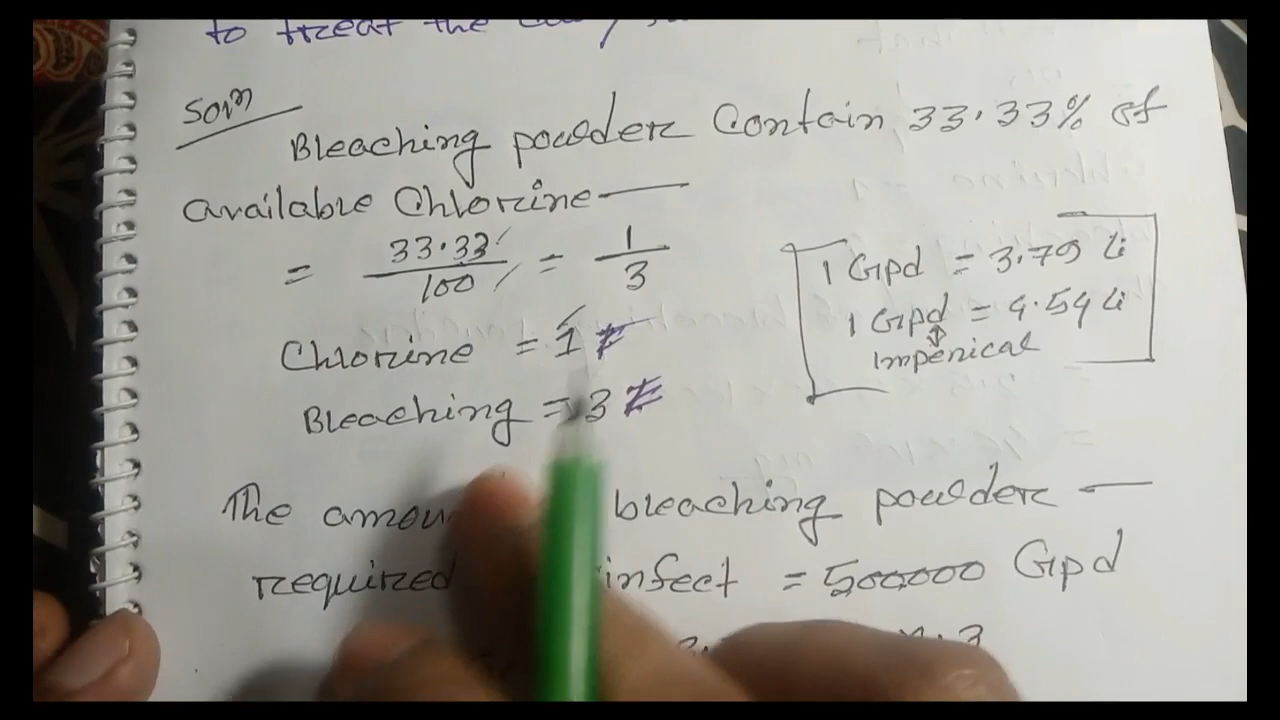 to treat the
Soln
Bleaching powder Contain 33.33% of
available Chlorine
= 33.33/100 = 1/3
1 Gpd = 3.79 Li
1 Gpd = 4.54 Li
Imperical
Chlorine = 1
Bleaching = 3
The amou bleaching powder
required infect = 500000 Gpd